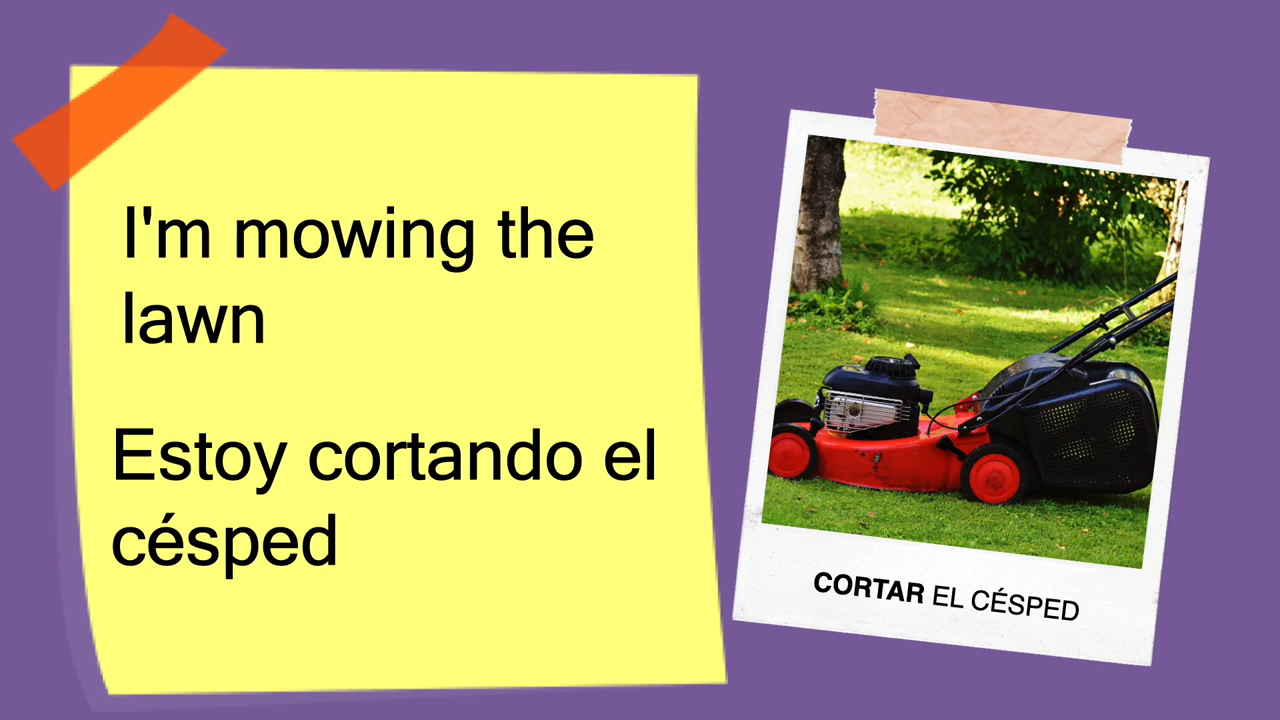 I'm mowing the
lawn
Estoy cortando el
césped
CORTAR EL CÉSPED